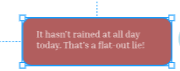 It hasn't rained at all day
today. That's a flat-out lie!